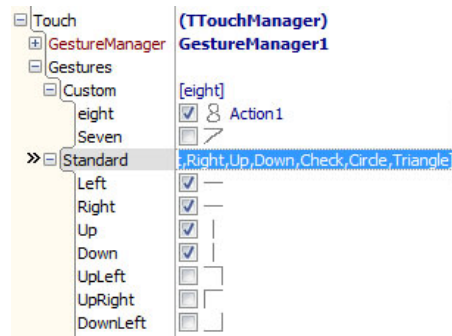 Touch (TTouchManager)
GestureManager GestureManager1
Gestures
Custom [eight]
eight Action1
Seven
Standard ,Right,Up,Down,Check,Circle,Triangle
Left
Right
Up
Down
UpLeft
UpRight
DownLeft